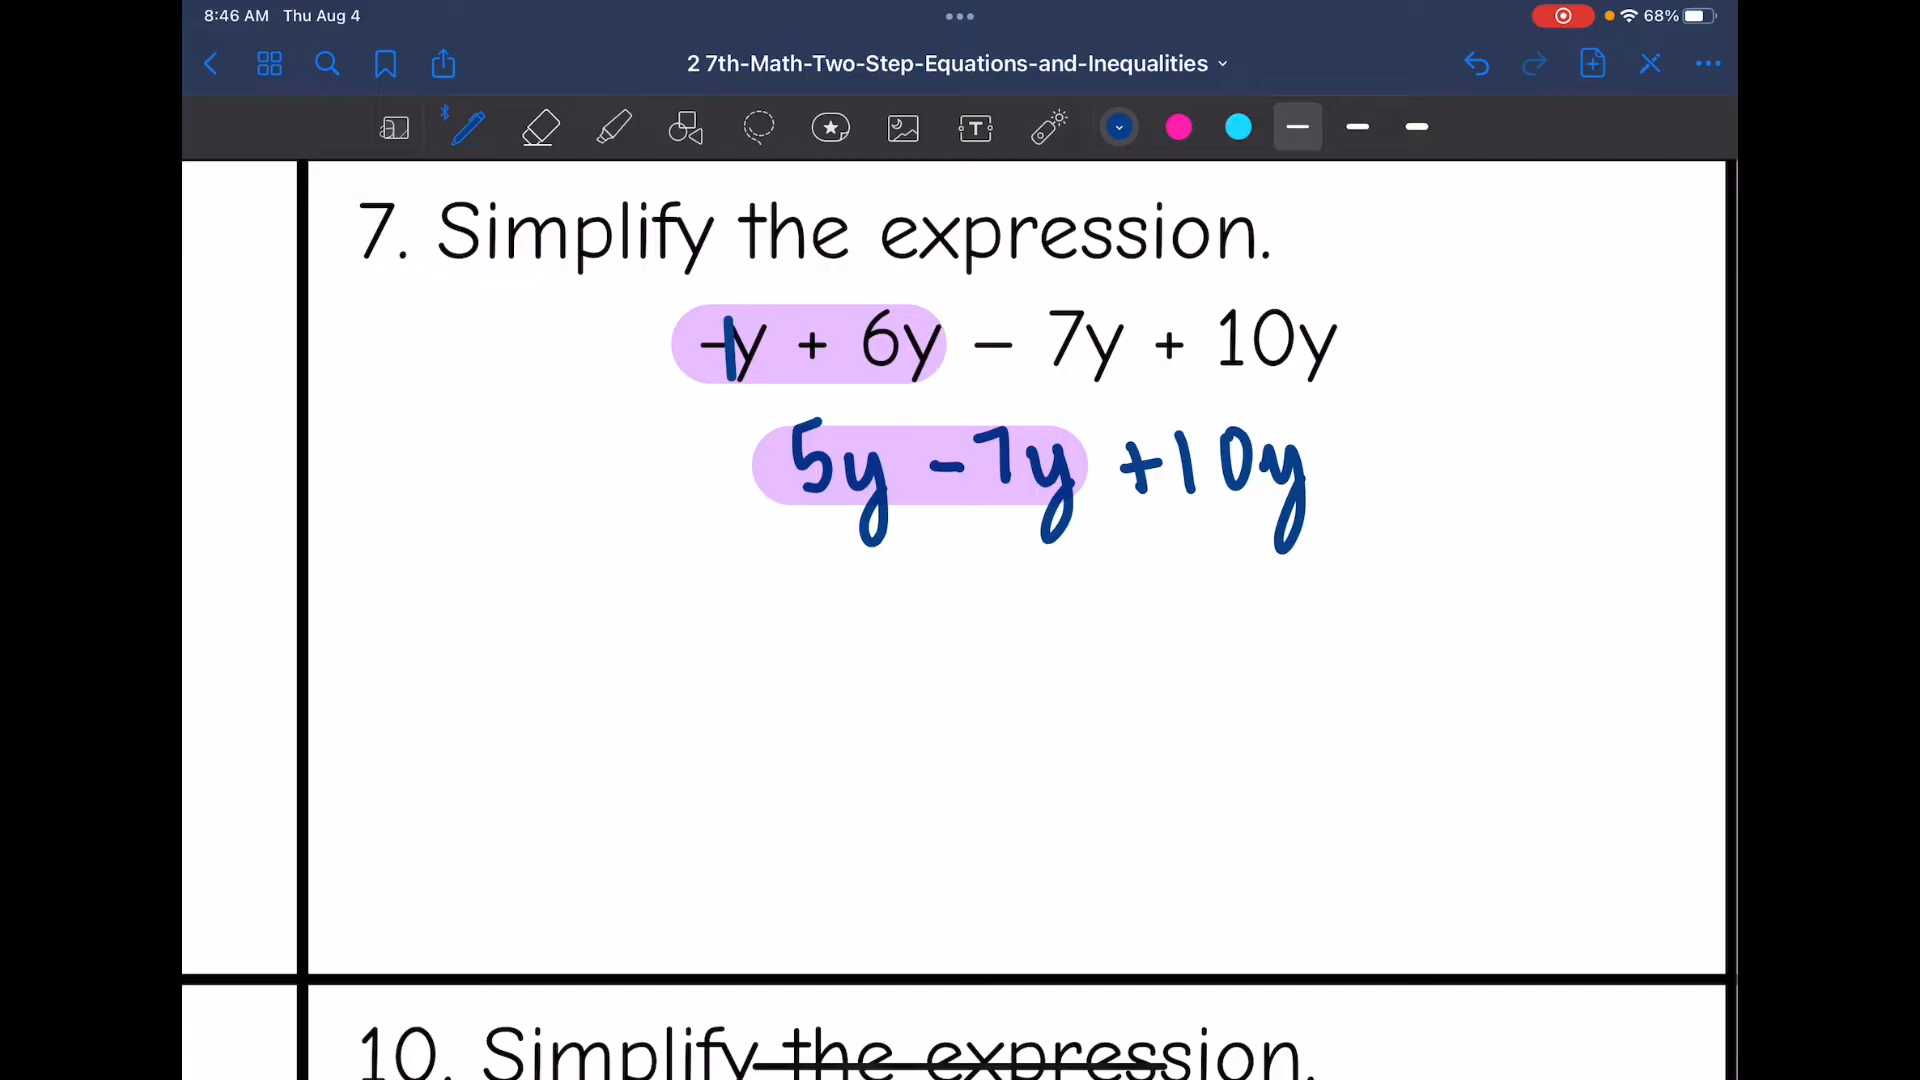 8:46 AM Thu Aug 4
68%
2 7th-Math-Two-Step-Equations-and-Inequalities
7. Simplify the expression.
-1y + 6y – 7y + 10y
5y - 7y + 10y
10. Simplify the expression.